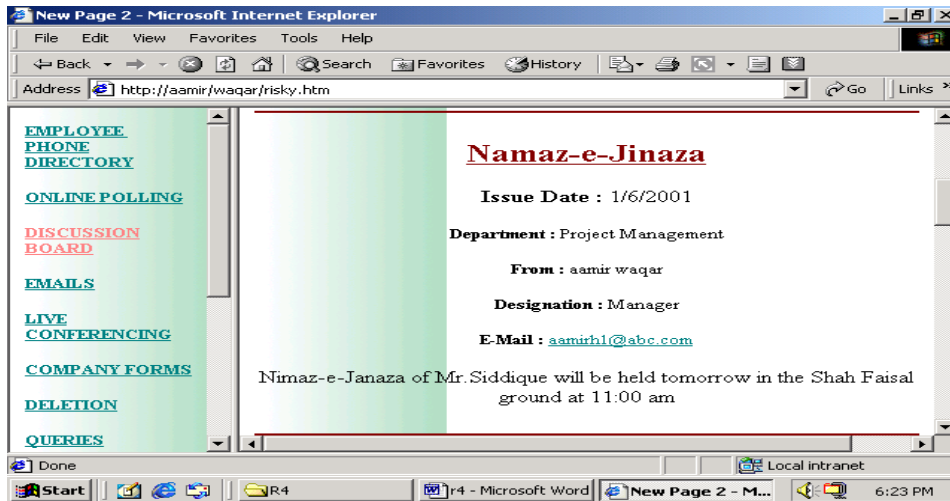 New Page 2 - Microsoft Internet Explorer
File Edit View Favorites Tools Help
Back Search Favorites History
Address http://aamir/waqar/risky.htm Go Links »
EMPLOYEE
PHONE
DIRECTORY
ONLINE POLLING
DISCUSSION
BOARD
EMAILS
LIVE
CONFERENCING
COMPANY FORMS
DELETION
QUERIES
Namaz-e-Jinaza
Issue Date : 1/6/2001
Department : Project Management
From : aamir waqar
Designation : Manager
E-Mail : aamirh1@abc.com
Nimaz-e-Janaza of Mr.Siddique will be held tomorrow in the Shah Faisal
ground at 11:00 am
Done Local intranet
Start R4 r4 - Microsoft Word New Page 2 - M... 6:23 PM